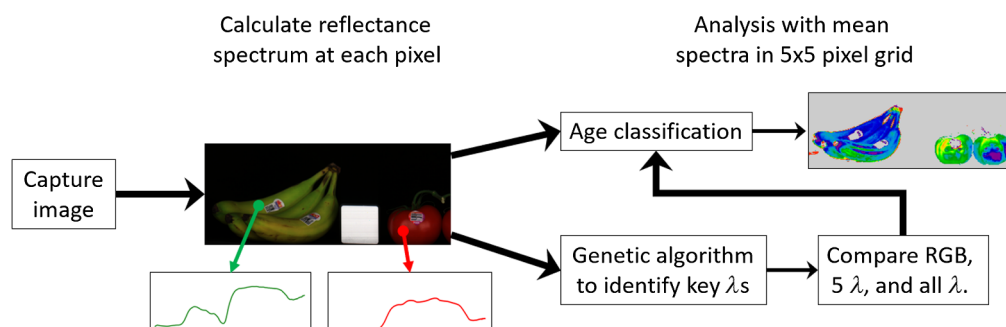 Calculate reflectance
spectrum at each pixel
Analysis with mean
spectra in 5x5 pixel grid
Capture
image
Age classification
Genetic algorithm
to identify key λs
Compare RGB,
5 λ, and all λ.